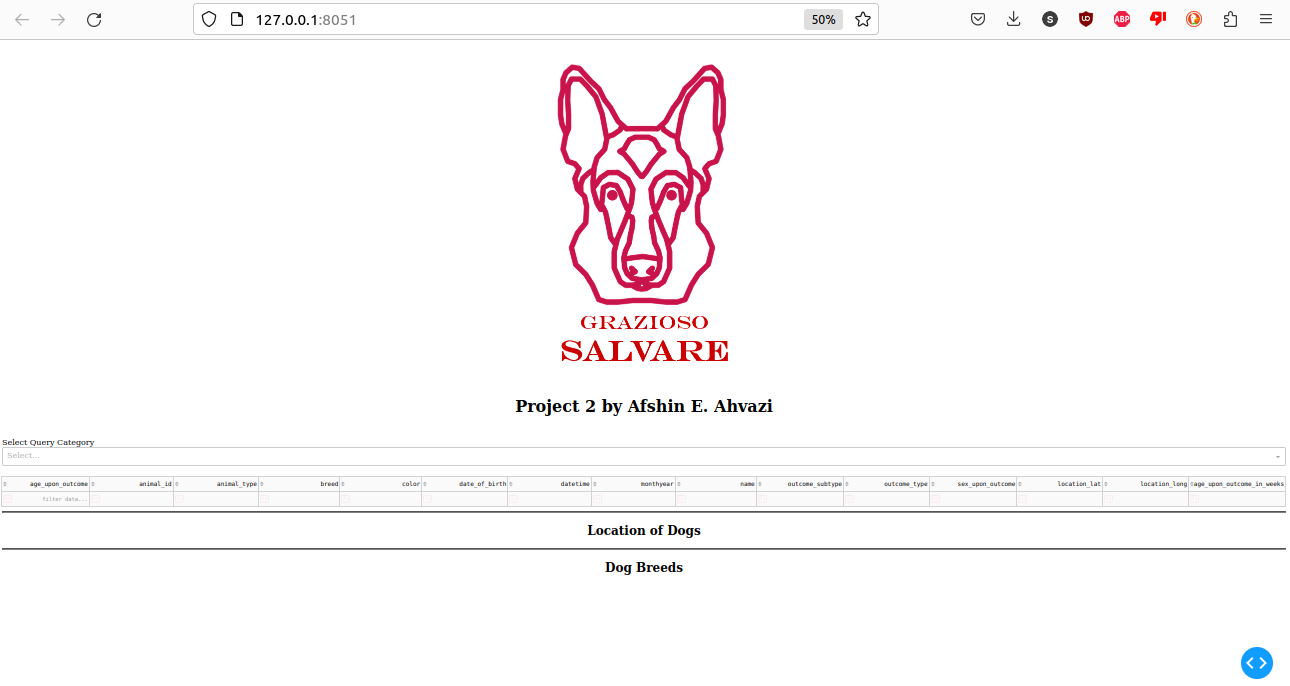 127.0.0.1:8051
50%
S
UO
ABP
GRAZIOSO
SALVARE
Project 2 by Afshin E. Ahvazi
Select Query Category
Select...
age_upon_outcome animal_id animal_type breed color date_of_birth datetime monthyear name outcome_subtype outcome_type sex_upon_outcome location_lat location_long age_upon_outcome_in_weeks
filter data...
Location of Dogs
Dog Breeds